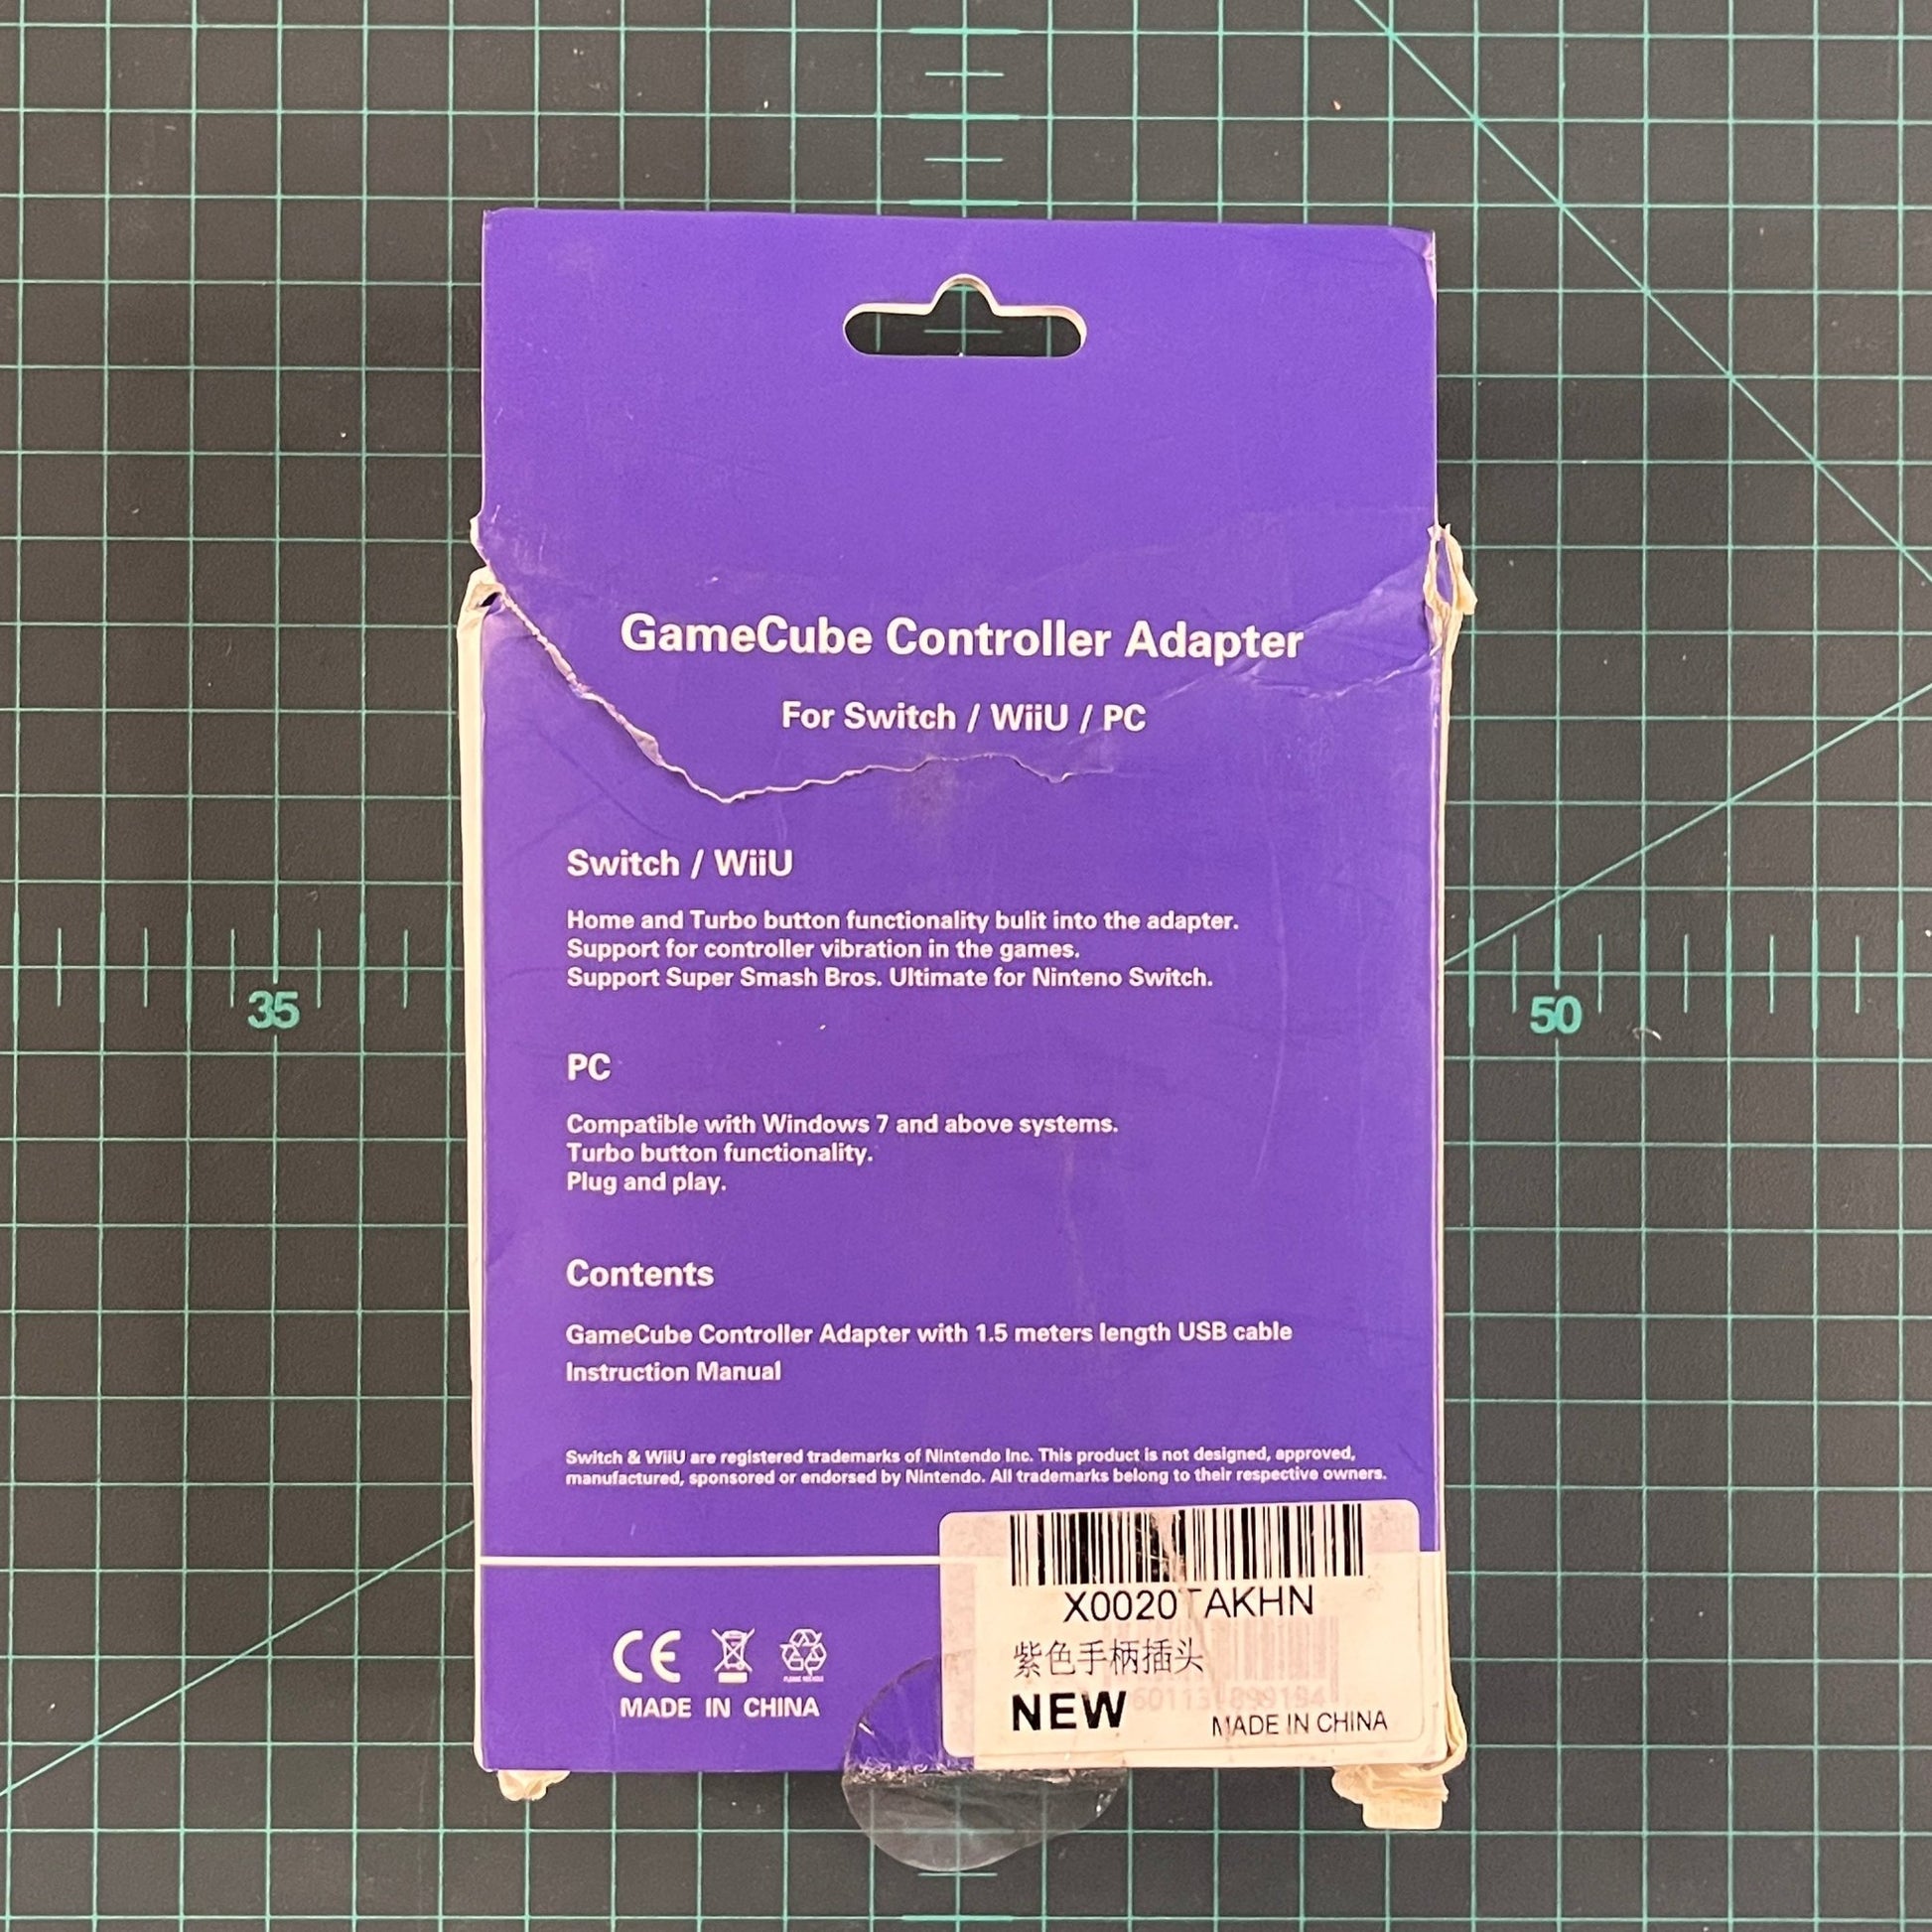 GameCube Controller Adapter
For Switch / WiiU / PC
Switch / WiiU
Home and Turbo button functionality bulit into the adapter.
Support for controller vibration in the games.
Support Super Smash Bros. Ultimate for Ninteno Switch.
35
50
PC
Compatible with Windows 7 and above systems.
Turbo button functionality.
Plug and play.
Contents
GameCube Controller Adapter with 1.5 meters length USB cable
Instruction Manual
Switch & WiiU are registered trademarks of Nintendo Inc. This product is not designed, approved,
manufactured, sponsored or endorsed by Nintendo. All trademarks belong to their respective owners.
CE
MADE IN CHINA
X0020TAKHN
紫色手柄插头
NEW
MADE IN CHINA